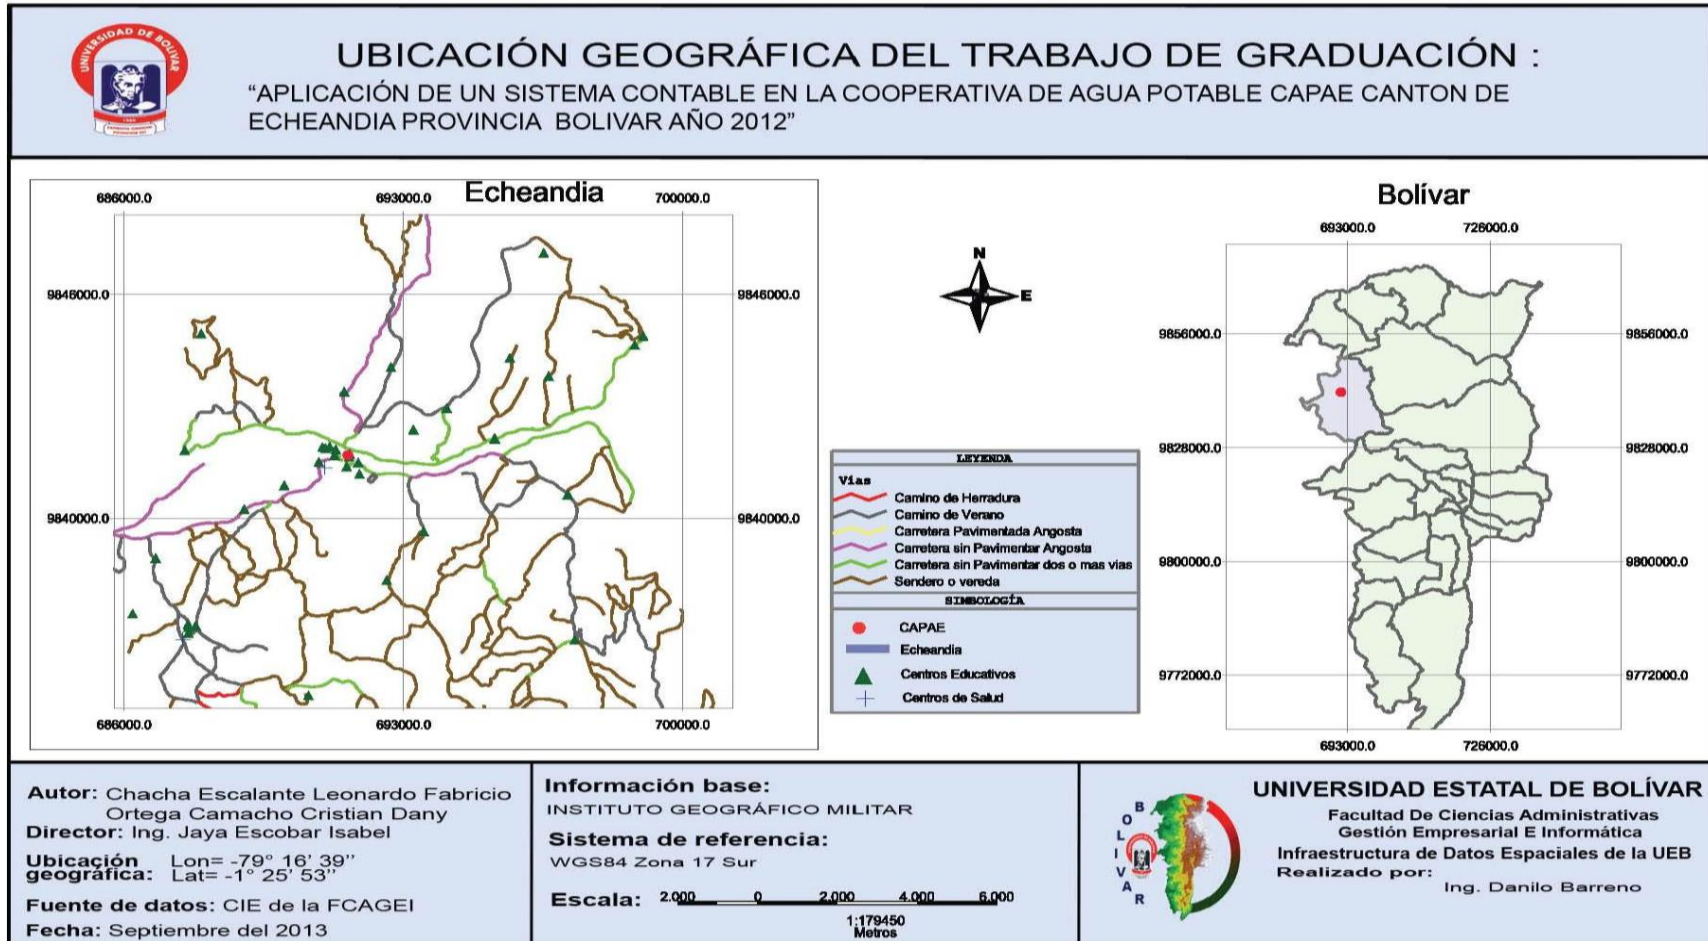 UNIVERSIDAD DE BOLIVAR
UBICACIÓN GEOGRÁFICA DEL TRABAJO DE GRADUACIÓN :
“APLICACIÓN DE UN SISTEMA CONTABLE EN LA COOPERATIVA DE AGUA POTABLE CAPAE CANTON DE
ECHEANDIA PROVINCIA BOLIVAR AÑO 2012”
Echeandia
686000.0 693000.0 700000.0
9846000.0 9846000.0
9840000.0 9840000.0
686000.0 693000.0 700000.0
N
E
LEYENDA
Vías
Camino de Herradura
Camino de Verano
Carretera Pavimentada Angosta
Carretera sin Pavimentar Angosta
Carretera sin Pavimentar dos o mas vias
Sendero o vereda
SIMBOLOGÍA
CAPAE
Echeandia
Centros Educativos
Centros de Salud
Bolívar
693000.0 726000.0
9856000.0 9856000.0
9828000.0 9828000.0
9800000.0 9800000.0
9772000.0 9772000.0
693000.0 726000.0
Autor: Chacha Escalante Leonardo Fabricio
Ortega Camacho Cristian Dany
Director: Ing. Jaya Escobar Isabel
Ubicación geográfica: Lon= -79° 16’ 39”
Lat= -1° 25’ 53”
Fuente de datos: CIE de la FCAGEI
Fecha: Septiembre del 2013
Información base:
INSTITUTO GEOGRÁFICO MILITAR
Sistema de referencia:
WGS84 Zona 17 Sur
Escala: 2.000 0 2.000 4.000 6.000
1:179450
Metros
BOLIVAR
UNIVERSIDAD ESTATAL DE BOLÍVAR
Facultad De Ciencias Administrativas
Gestión Empresarial E Informática
Infraestructura de Datos Espaciales de la UEB
Realizado por:
Ing. Danilo Barreno